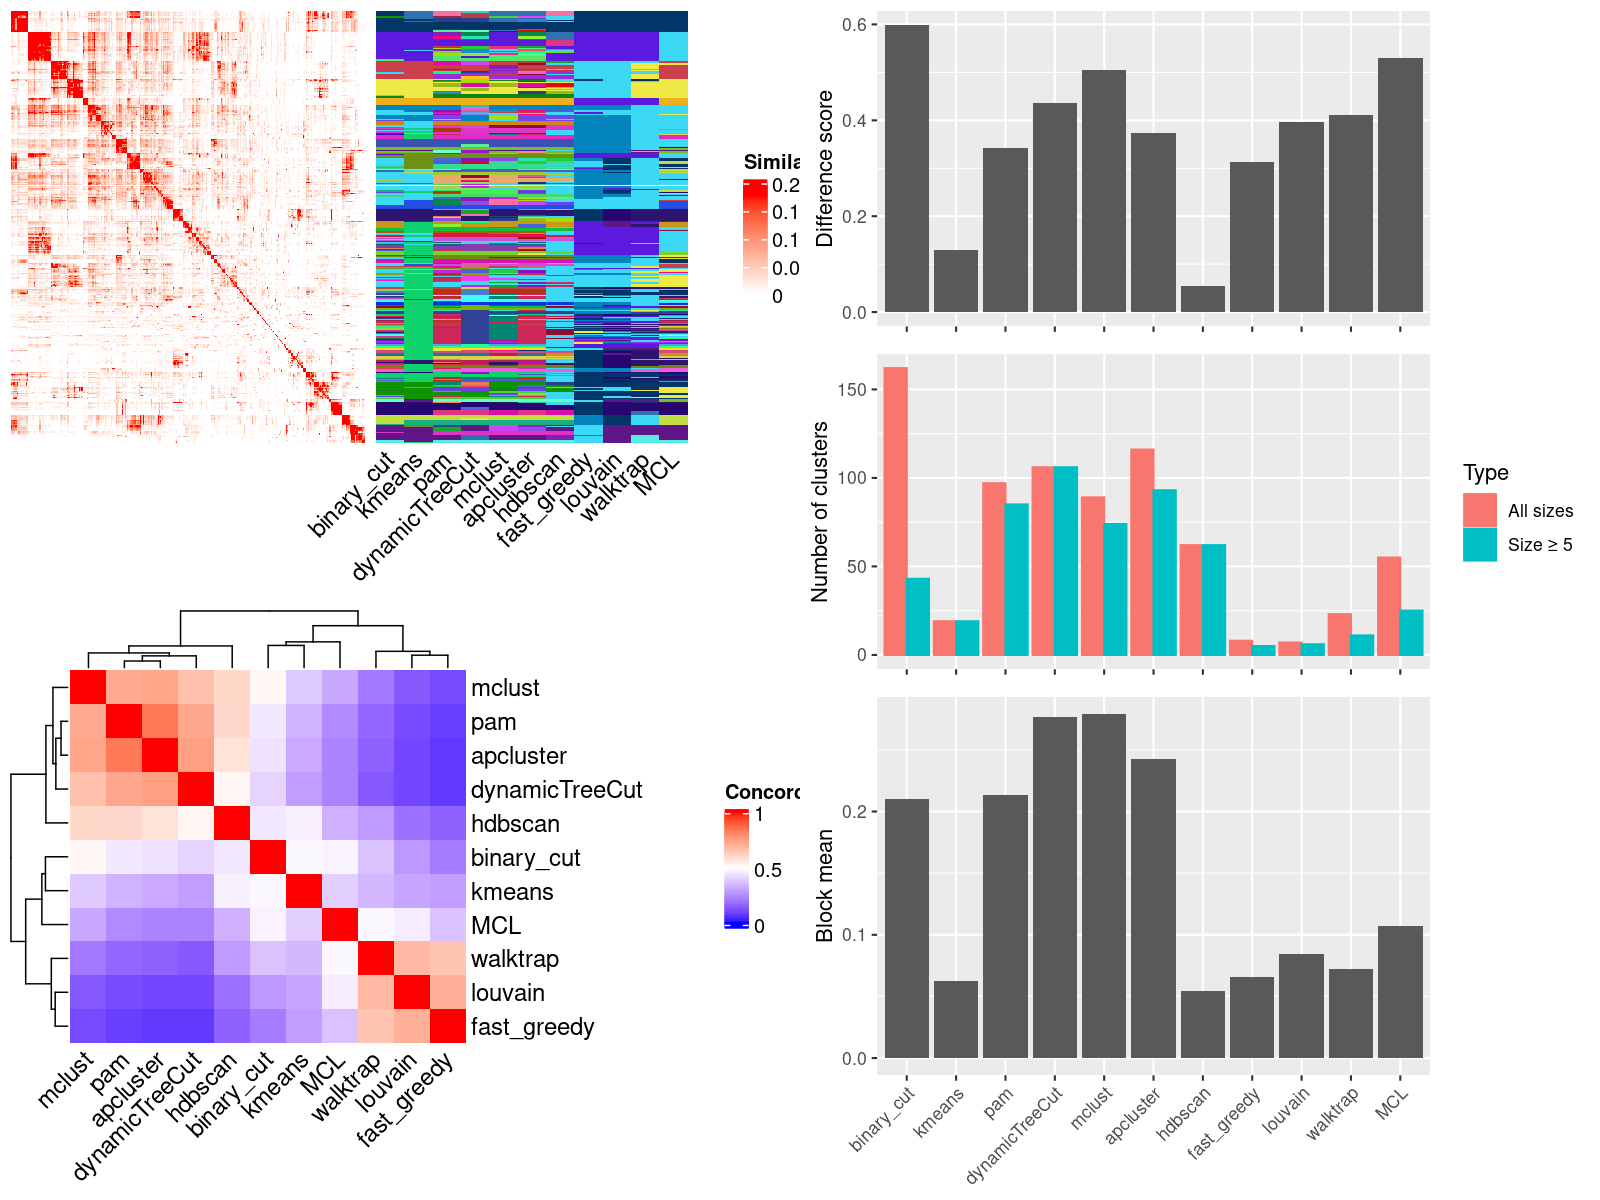 Simila
0.2
0.1
0.1
0.0
0
binary_cut
kmeans
pam
dynamicTreeCut
mclust
apcluster
hdbscan
fast_greedy
louvain
walktrap
MCL
mclust
pam
apcluster
dynamicTreeCut
hdbscan
binary_cut
kmeans
MCL
walktrap
louvain
fast_greedy
mclust
pam
apcluster
dynamicTreeCut
hdbscan
binary_cut
kmeans
MCL
walktrap
louvain
fast_greedy
Concord
1
0.5
0
Difference score
0.6
0.4
0.2
0.0
Number of clusters
150
100
50
0
Type
All sizes
Size ≥ 5
Block mean
0.2
0.1
0.0
binary_cut
kmeans
pam
dynamicTreeCut
mclust
apcluster
hdbscan
fast_greedy
louvain
walktrap
MCL